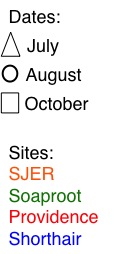 Dates:
July
August
October
Sites:
SJER
Soaproot
Providence
Shorthair